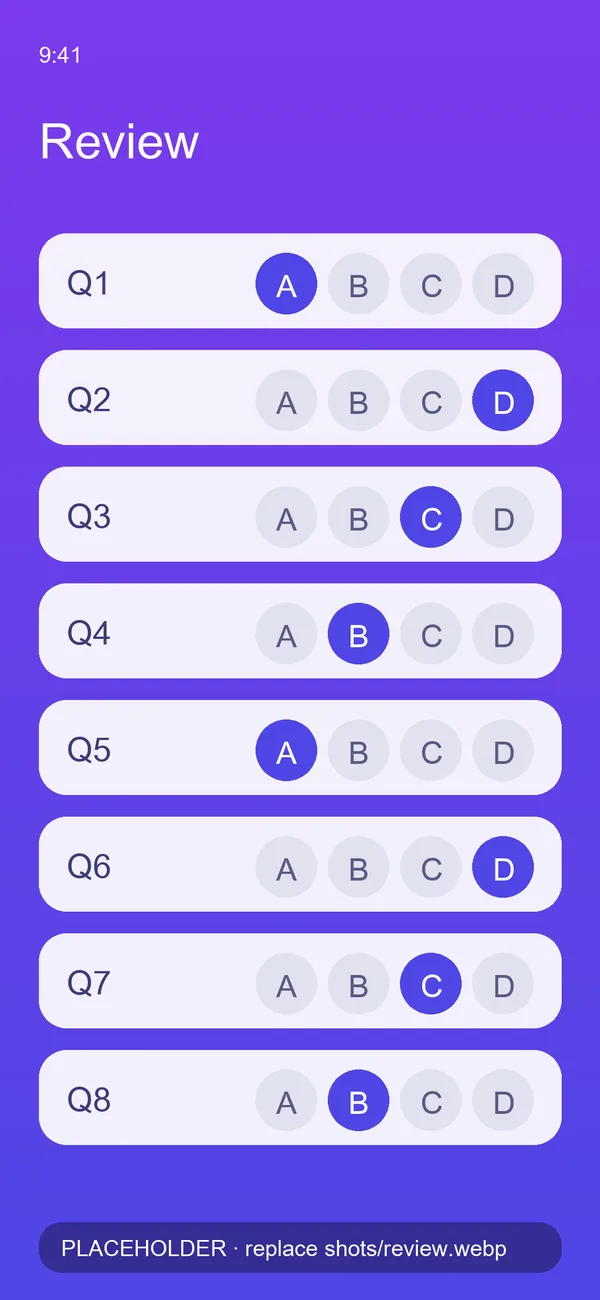 9:41
Review
Q1 A B C D
Q2 A B C D
Q3 A B C D
Q4 A B C D
Q5 A B C D
Q6 A B C D
Q7 A B C D
Q8 A B C D
PLACEHOLDER · replace shots/review.webp